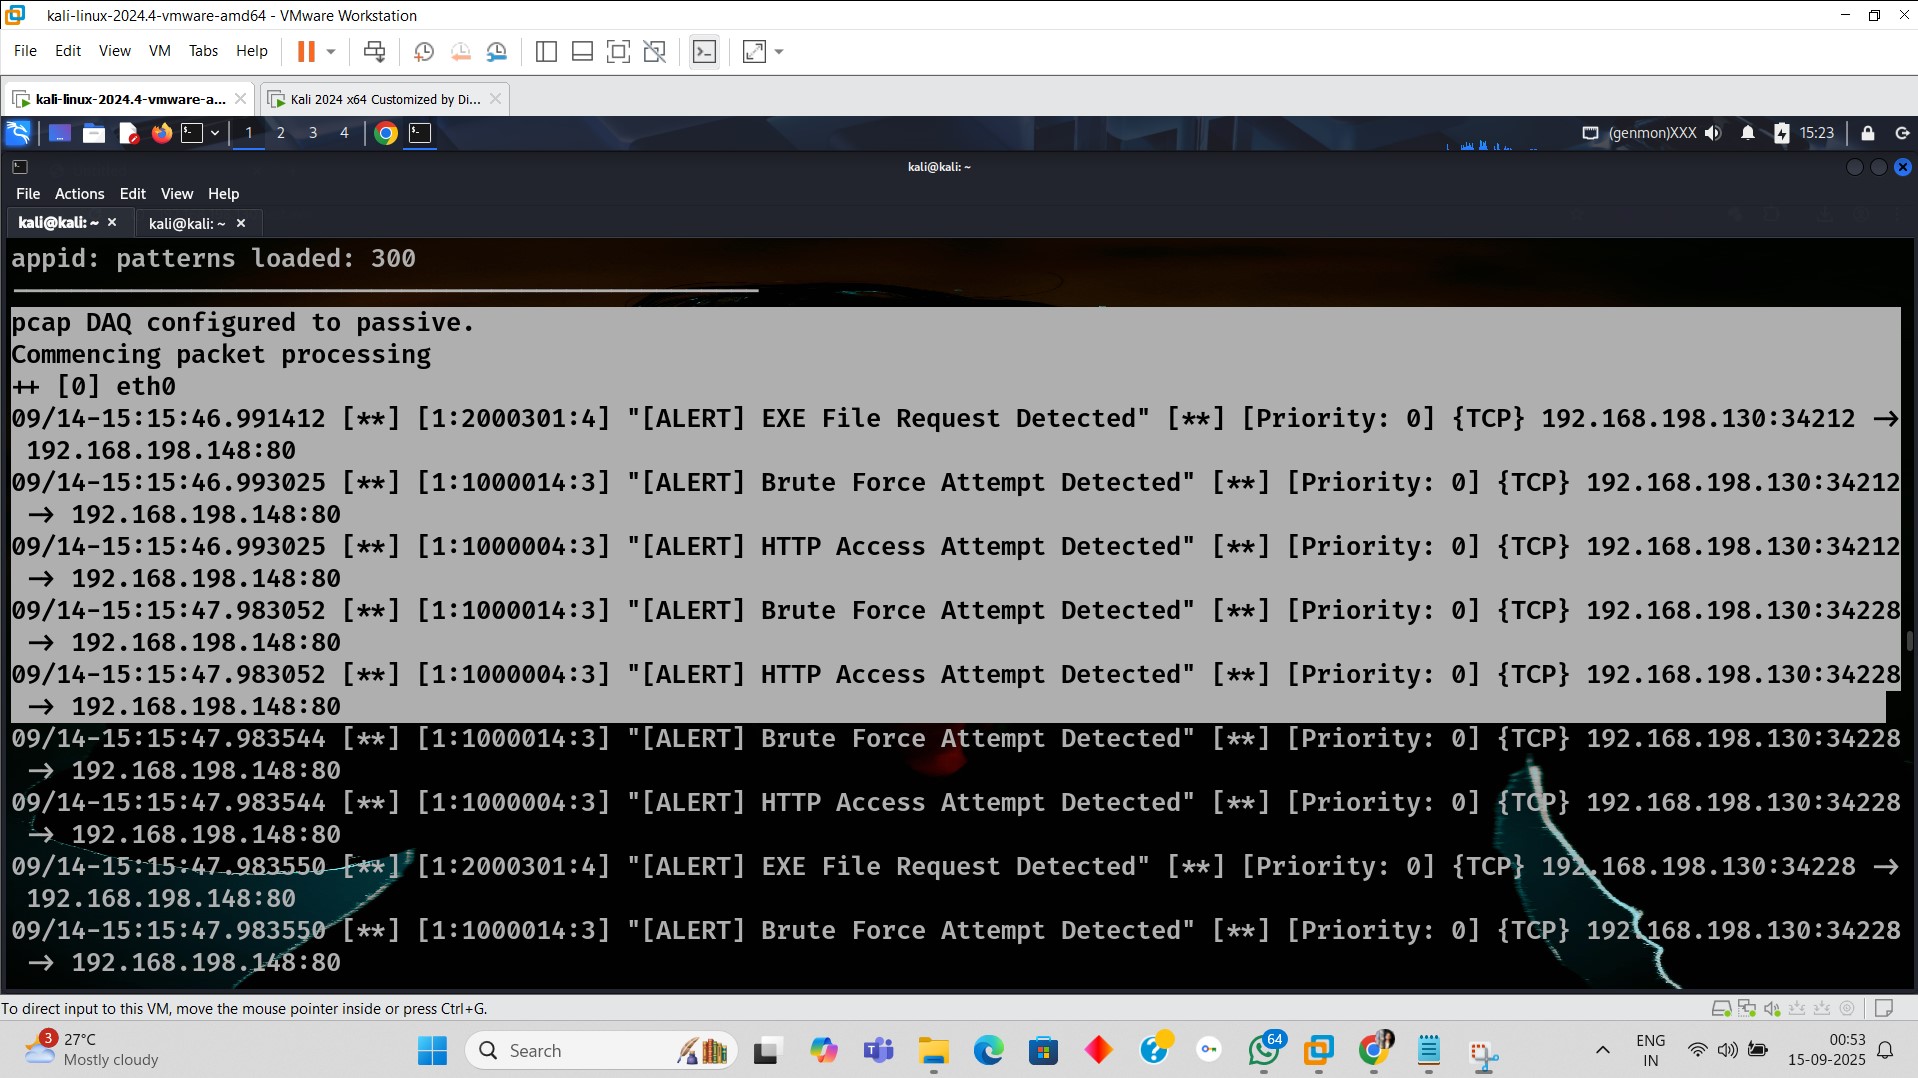 kali-linux-2024.4-vmware-amd64 - VMware Workstation
File Edit View VM Tabs Help
kali-linux-2024.4-vmware-a... Kali 2024 x64 Customized by Di...
1 2 3 4 (genmon)XXX 15:23
kali@kali: ~
File Actions Edit View Help
kali@kali: ~ kali@kali: ~
appid: patterns loaded: 300
pcap DAQ configured to passive.
Commencing packet processing
++ [0] eth0
09/14-15:15:46.991412 [**] [1:2000301:4] "[ALERT] EXE File Request Detected" [**] [Priority: 0] {TCP} 192.168.198.130:34212 →
192.168.198.148:80
09/14-15:15:46.993025 [**] [1:1000014:3] "[ALERT] Brute Force Attempt Detected" [**] [Priority: 0] {TCP} 192.168.198.130:34212
→ 192.168.198.148:80
09/14-15:15:46.993025 [**] [1:1000004:3] "[ALERT] HTTP Access Attempt Detected" [**] [Priority: 0] {TCP} 192.168.198.130:34212
→ 192.168.198.148:80
09/14-15:15:47.983052 [**] [1:1000014:3] "[ALERT] Brute Force Attempt Detected" [**] [Priority: 0] {TCP} 192.168.198.130:34228
→ 192.168.198.148:80
09/14-15:15:47.983052 [**] [1:1000004:3] "[ALERT] HTTP Access Attempt Detected" [**] [Priority: 0] {TCP} 192.168.198.130:34228
→ 192.168.198.148:80
09/14-15:15:47.983544 [**] [1:1000014:3] "[ALERT] Brute Force Attempt Detected" [**] [Priority: 0] {TCP} 192.168.198.130:34228
→ 192.168.198.148:80
09/14-15:15:47.983544 [**] [1:1000004:3] "[ALERT] HTTP Access Attempt Detected" [**] [Priority: 0] {TCP} 192.168.198.130:34228
→ 192.168.198.148:80
09/14-15:15:47.983550 [**] [1:2000301:4] "[ALERT] EXE File Request Detected" [**] [Priority: 0] {TCP} 192.168.198.130:34228 →
192.168.198.148:80
09/14-15:15:47.983550 [**] [1:1000014:3] "[ALERT] Brute Force Attempt Detected" [**] [Priority: 0] {TCP} 192.168.198.130:34228
→ 192.168.198.148:80
To direct input to this VM, move the mouse pointer inside or press Ctrl+G.
3 27°C
Mostly cloudy
Search
64
ENG
IN
00:53
15-09-2025